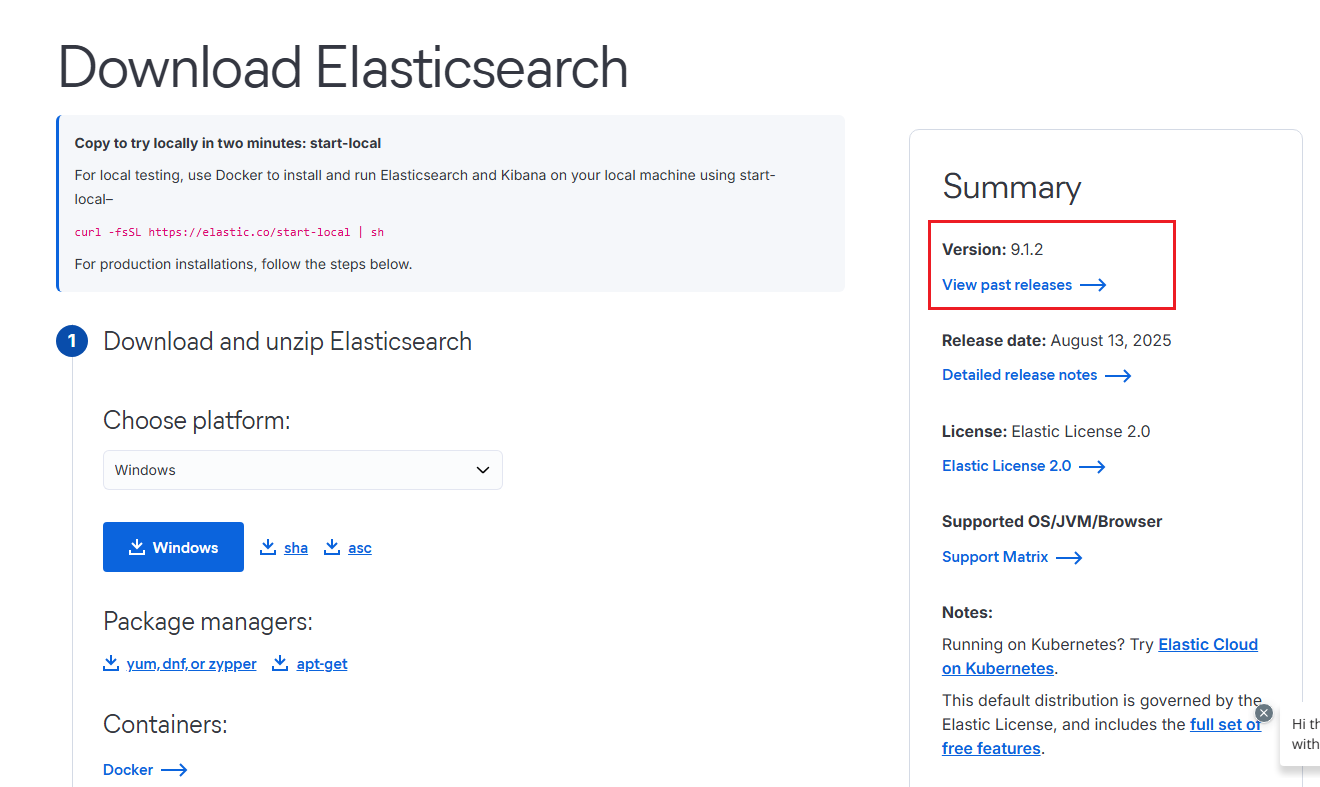 Download Elasticsearch
Copy to try locally in two minutes: start-local
For local testing, use Docker to install and run Elasticsearch and Kibana on your local machine using start-
local–
curl -fsSL https://elastic.co/start-local | sh
For production installations, follow the steps below.
1 Download and unzip Elasticsearch
Choose platform:
Windows
Windows sha asc
Package managers:
yum, dnf, or zypper apt-get
Containers:
Docker
Summary
Version: 9.1.2
View past releases
Release date: August 13, 2025
Detailed release notes
License: Elastic License 2.0
Elastic License 2.0
Supported OS/JVM/Browser
Support Matrix
Notes:
Running on Kubernetes? Try Elastic Cloud
on Kubernetes.
This default distribution is governed by the
Elastic License, and includes the full set of
free features.
Hi th
with